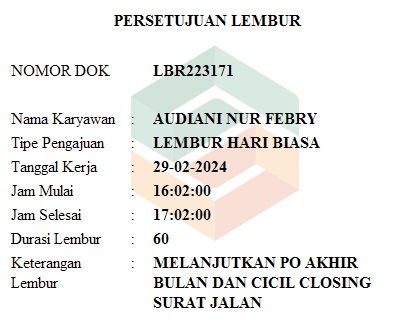 PERSETUJUAN LEMBUR
NOMOR DOK LBR223171
Nama Karyawan : AUDIANI NUR FEBRY
Tipe Pengajuan : LEMBUR HARI BIASA
Tanggal Kerja : 29-02-2024
Jam Mulai : 16:02:00
Jam Selesai : 17:02:00
Durasi Lembur : 60
Keterangan : MELANJUTKAN PO AKHIR
Lembur BULAN DAN CICIL CLOSING
SURAT JALAN